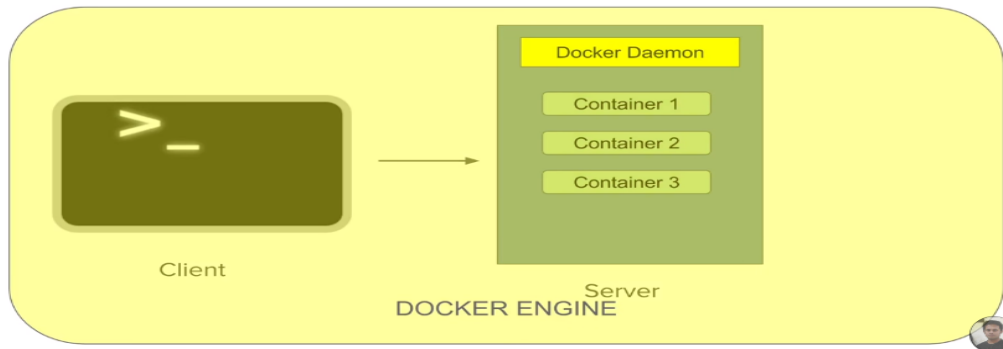 Docker Daemon
Container 1
Container 2
Container 3
>_
Client
Server
DOCKER ENGINE